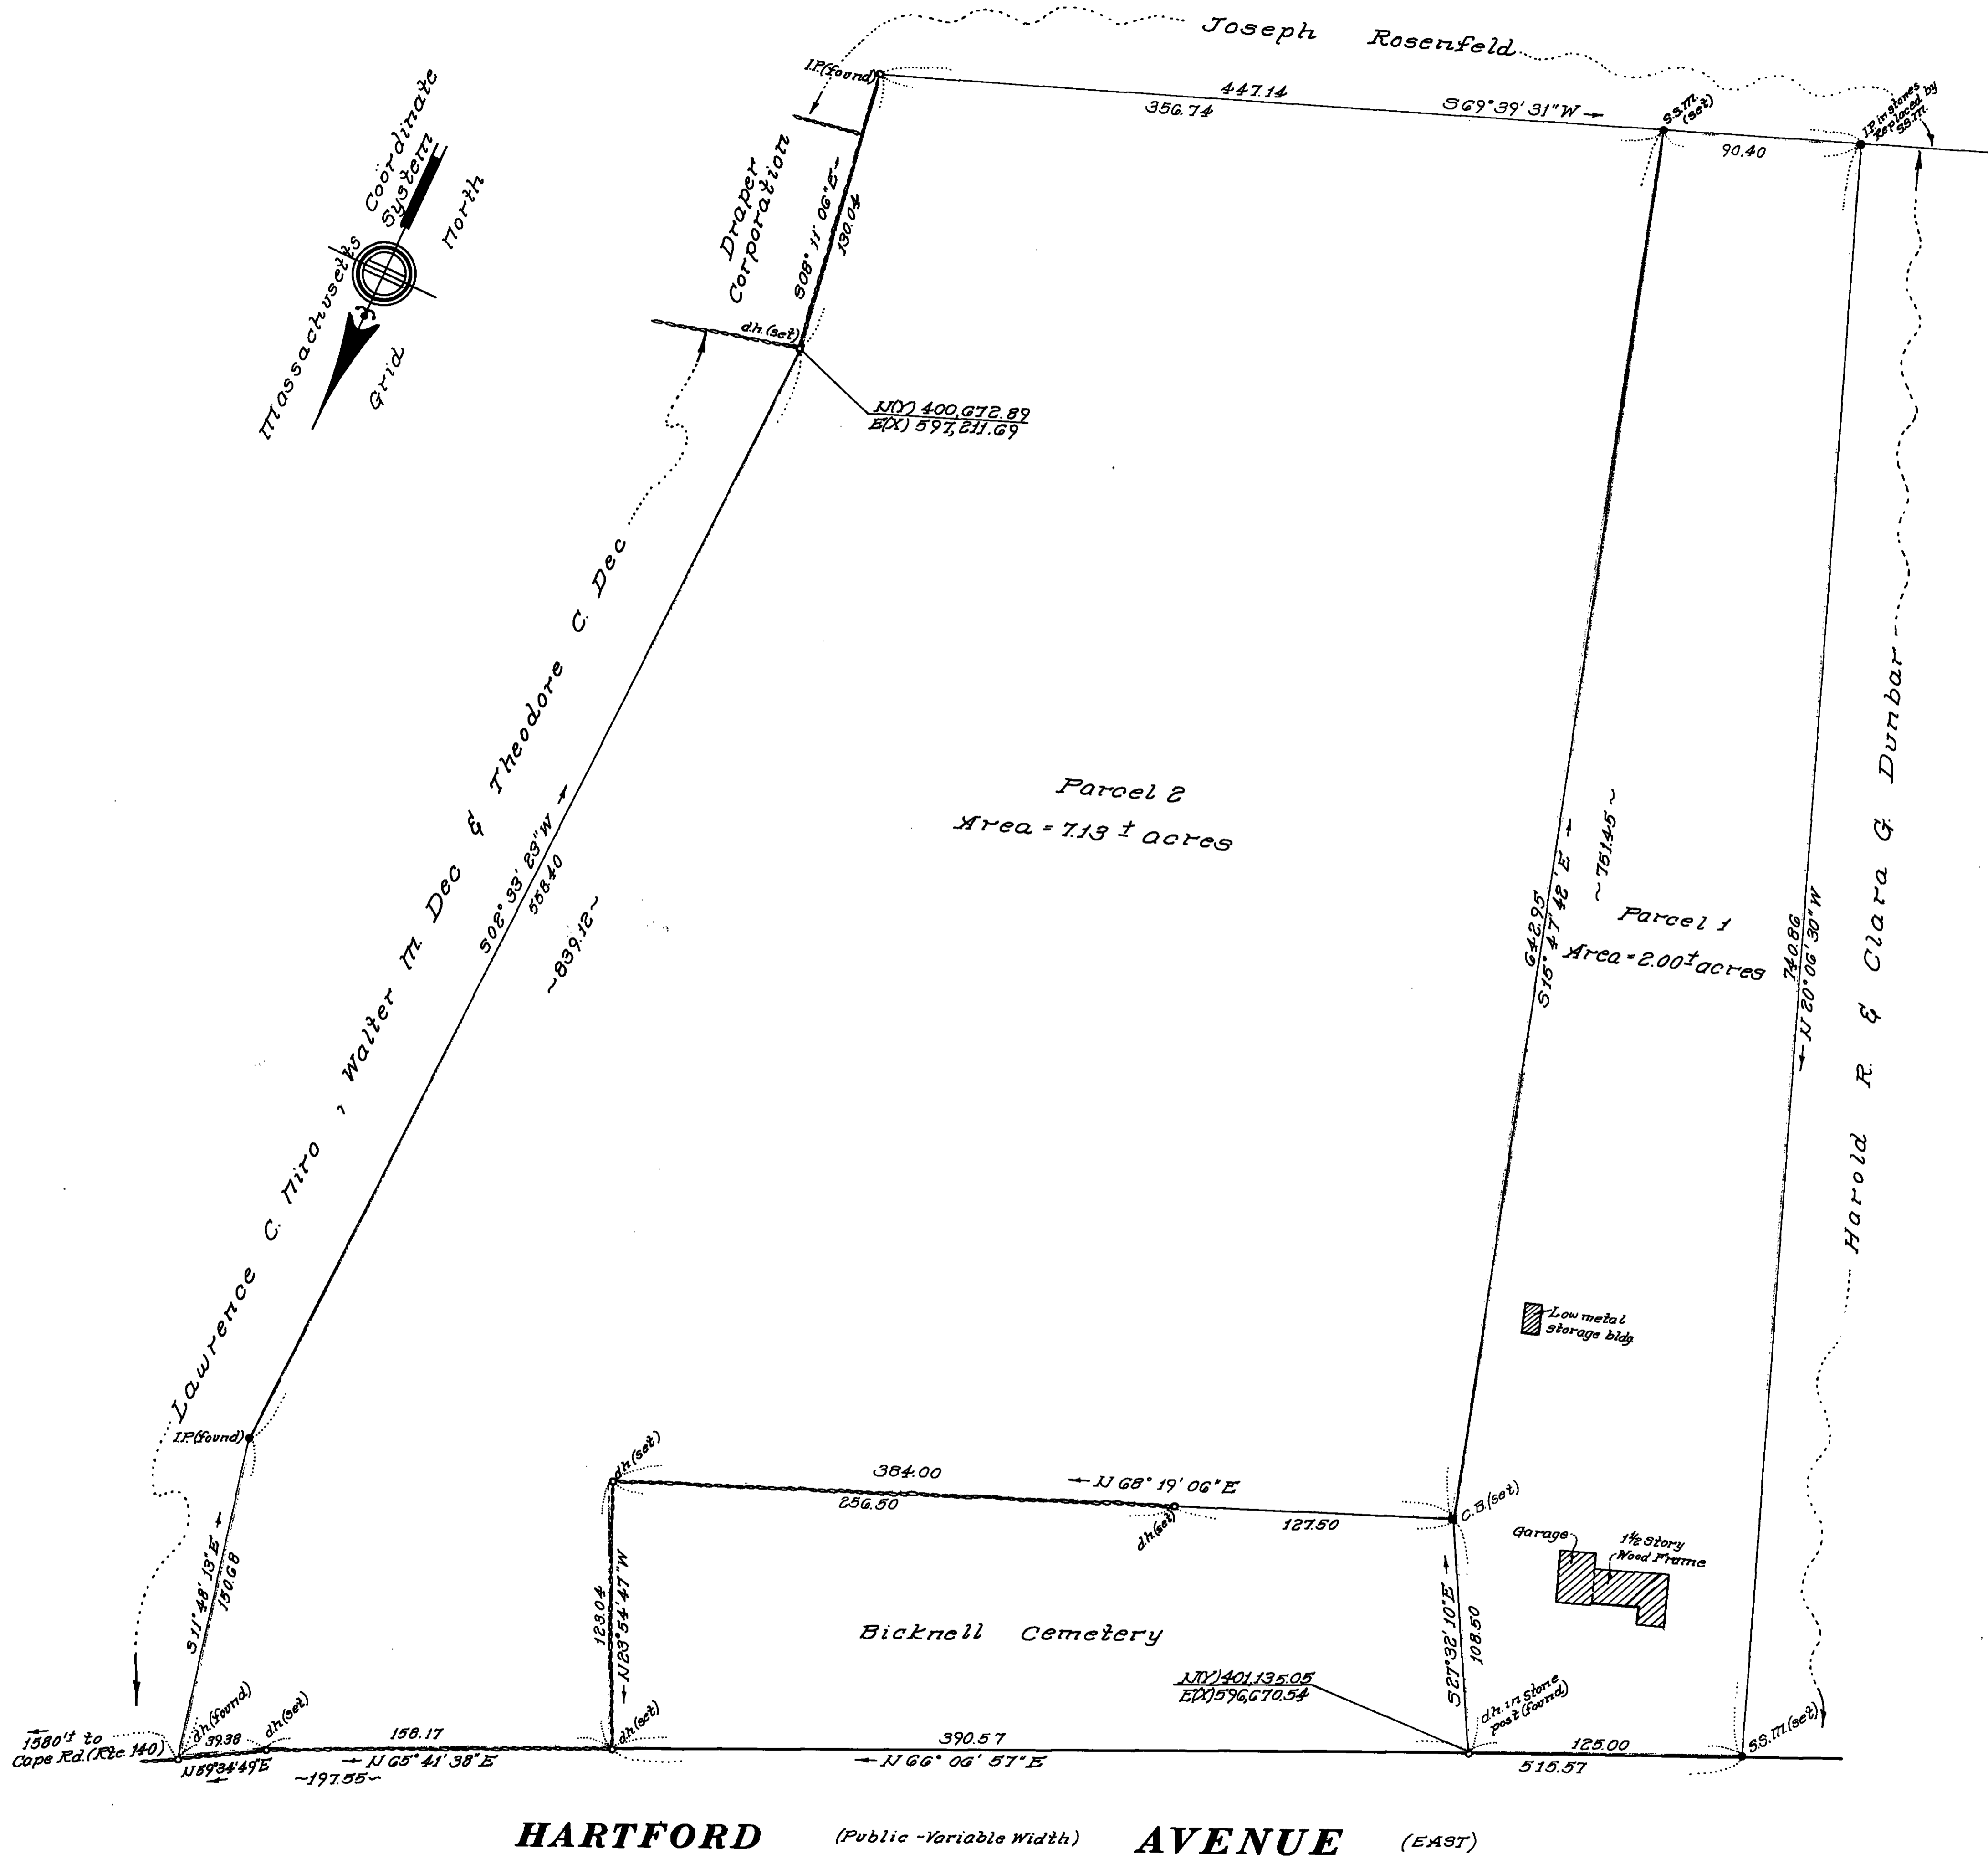 Joseph Rosenfeld
I.P.(found)
447.14
356.74
S69°39'31"W
S.S.M.
(set)
90.40
I.P. in stones
Replaced by
S.S.M.
Massachusetts Coördinate
System
Grid North
Draper
Corporation
S08°11'06"E
130.04
d.h.(set)
N(Y) 400,672.89
E(X) 597,211.69
Lawrence C. Niro, Walter M. Dec & Theodore C. Dec
S02°33'23"W
558.40
~839.12~
Parcel 2
Area = 7.13 ± acres
642.95
S15°47'42"E
~751.45~
Parcel 1
Area = 2.00± acres
740.86
N20°06'30"W
Harold R. & Clara G. Dunbar
Low metal
storage bldg.
I.P.(found)
S11°48'13"E
150.68
d.h.(set)
384.00
N68°19'06"E
256.50
d.h.(set)
127.50
C.B.(set)
Garage
1½ Story
Wood Frame
123.04
N23°54'47"W
Bicknell Cemetery
S27°32'10"E
108.50
N(Y)401,135.05
E(X)596,670.54
d.h. in stone
post (found)
S.S.M.(set)
1580'± to
Cape Rd.(Rte.140)
d.h.(found)
39.38
N59°34'49"E
d.h(set)
158.17
N65°41'38"E
~197.55~
d.h(set)
390.57
N66°06'57"E
125.00
515.57
HARTFORD (Public - Variable Width) AVENUE (EAST)